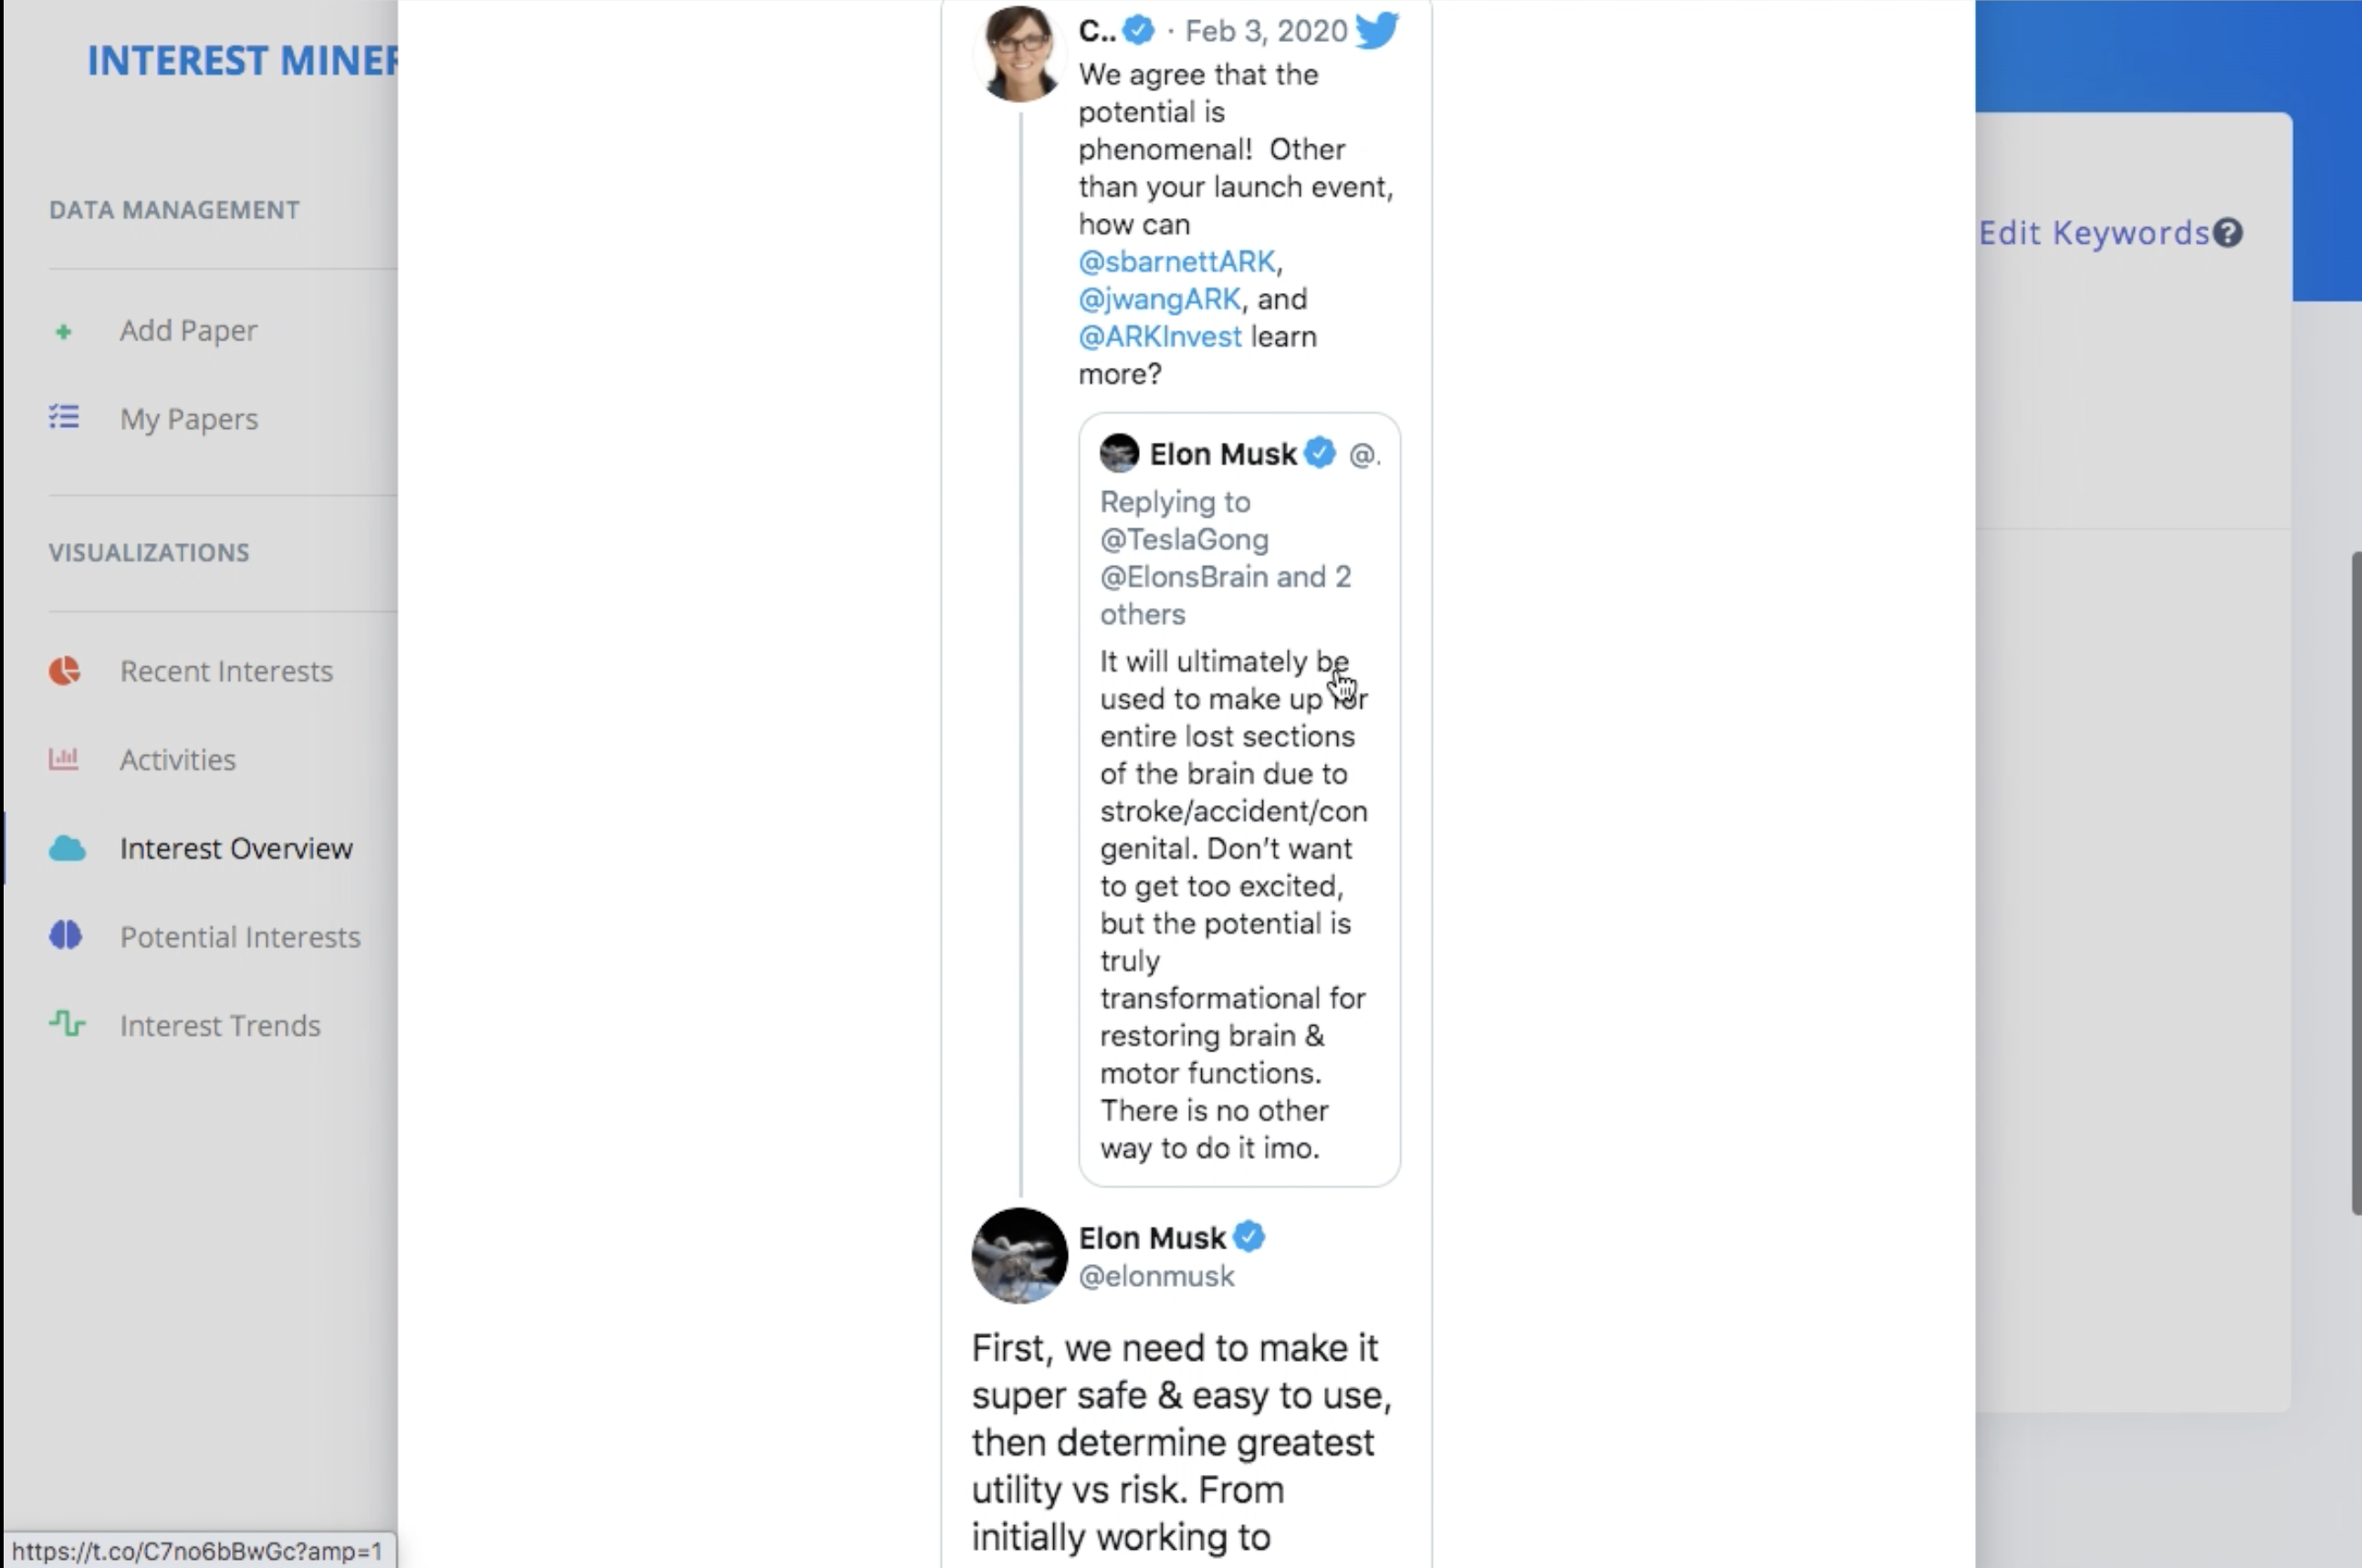 INTEREST MINER
DATA MANAGEMENT
Add Paper
My Papers
VISUALIZATIONS
Recent Interests
Activities
Interest Overview
Potential Interests
Interest Trends
https://t.co/C7no6bBwGc?amp=1
C.. · Feb 3, 2020
We agree that the
potential is
phenomenal! Other
than your launch event,
how can
@sbarnettARK,
@jwangARK, and
@ARKInvest learn
more?
Elon Musk @.
Replying to
@TeslaGong
@ElonsBrain and 2
others
It will ultimately be
used to make up for
entire lost sections
of the brain due to
stroke/accident/con
genital. Don’t want
to get too excited,
but the potential is
truly
transformational for
restoring brain &
motor functions.
There is no other
way to do it imo.
Elon Musk
@elonmusk
First, we need to make it
super safe & easy to use,
then determine greatest
utility vs risk. From
initially working to
Edit Keywords?